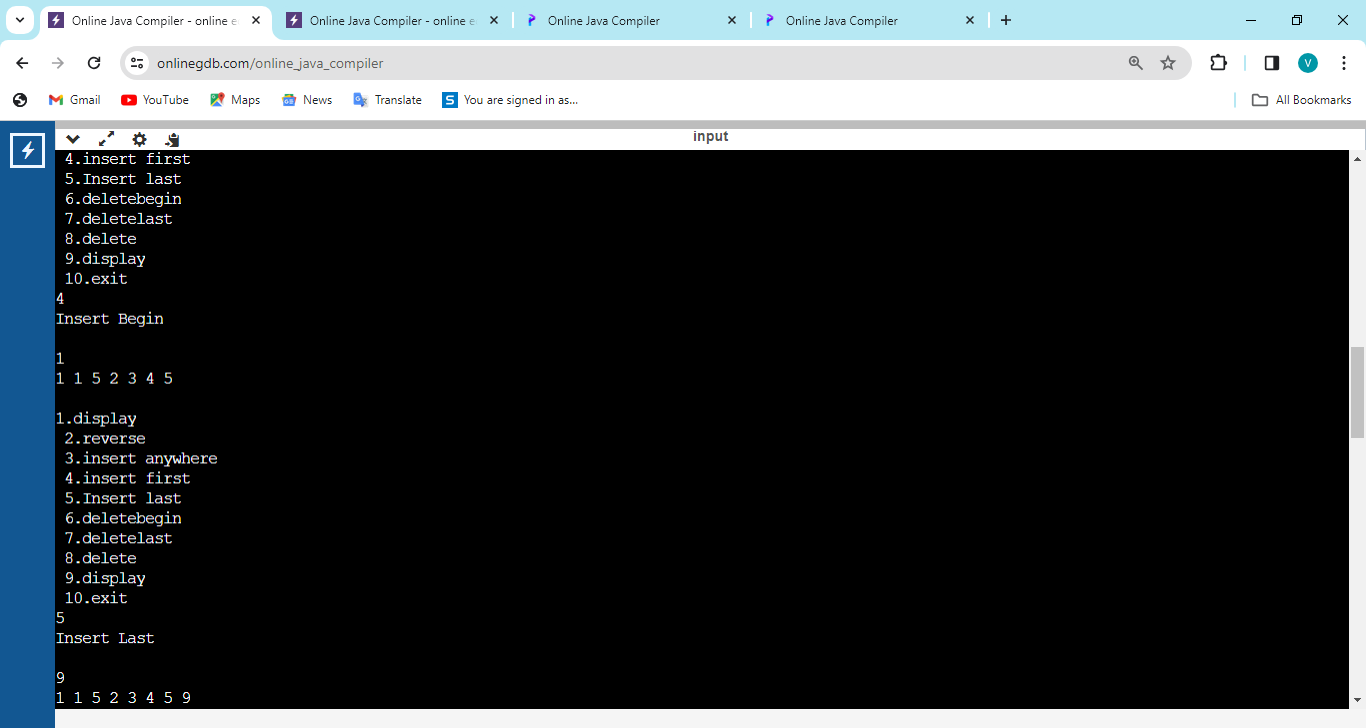 Online Java Compiler - online e
Online Java Compiler - online e
Online Java Compiler
Online Java Compiler
onlinegdb.com/online_java_compiler
V
Gmail
YouTube
Maps
News
Translate
S
You are signed in as...
All Bookmarks
input
4.insert first
5.Insert last
6.deletebegin
7.deletelast
8.delete
9.display
10.exit
4
Insert Begin
1
1 1 5 2 3 4 5
1.display
2.reverse
3.insert anywhere
4.insert first
5.Insert last
6.deletebegin
7.deletelast
8.delete
9.display
10.exit
5
Insert Last
9
1 1 5 2 3 4 5 9